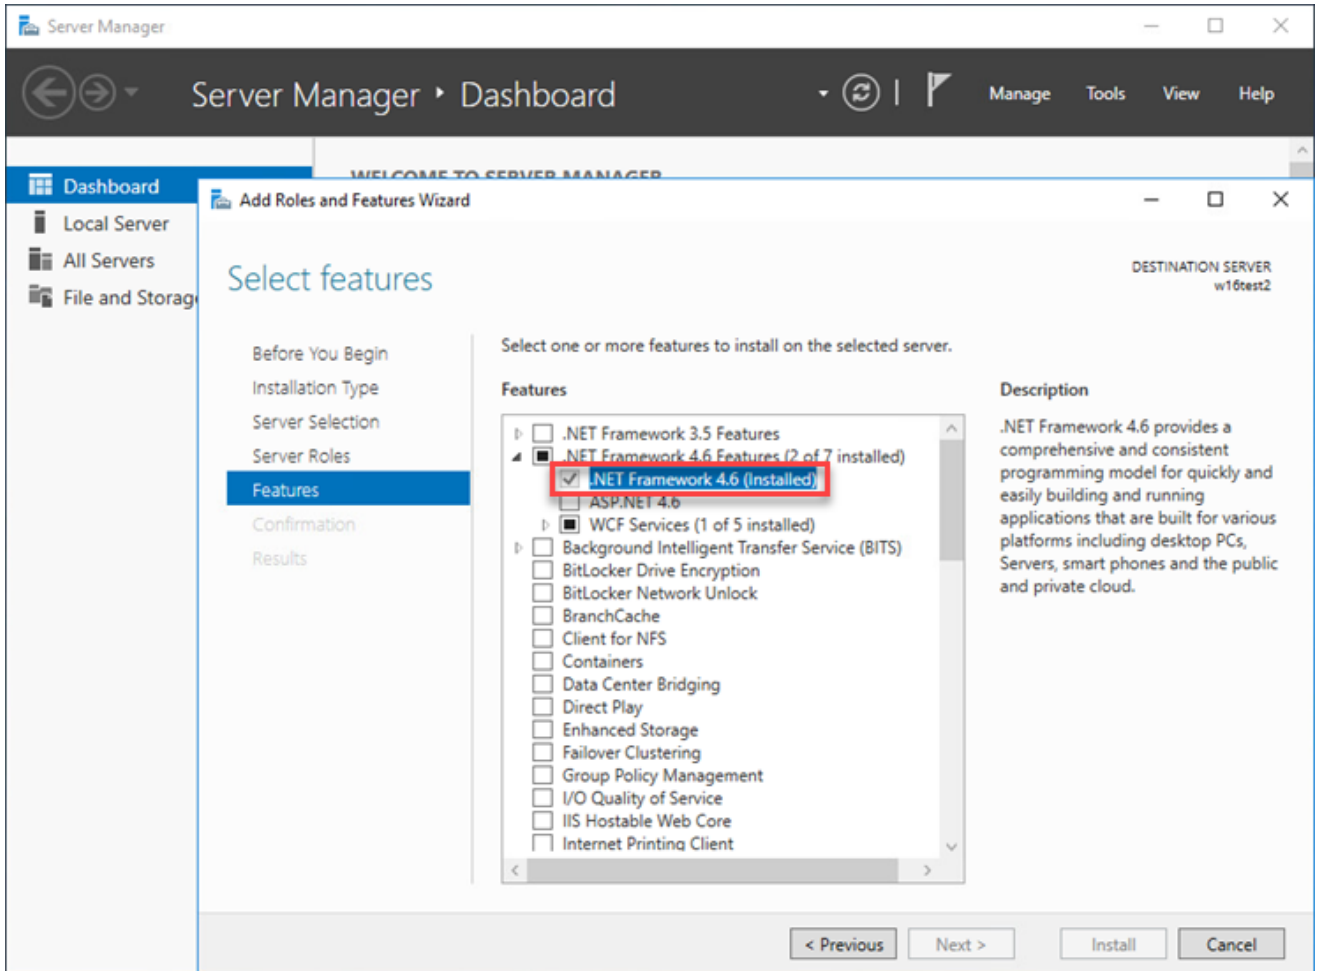 Server Manager
Server Manager ‣ Dashboard
Manage Tools View Help
WELCOME TO SERVER MANAGER
Dashboard
Local Server
All Servers
File and Storag
Add Roles and Features Wizard
Select features
DESTINATION SERVER
w16test2
Before You Begin
Installation Type
Server Selection
Server Roles
Features
Confirmation
Results
Select one or more features to install on the selected server.
Features
.NET Framework 3.5 Features
.NET Framework 4.6 Features (2 of 7 installed)
.NET Framework 4.6 (Installed)
ASP.NET 4.6
WCF Services (1 of 5 installed)
Background Intelligent Transfer Service (BITS)
BitLocker Drive Encryption
BitLocker Network Unlock
BranchCache
Client for NFS
Containers
Data Center Bridging
Direct Play
Enhanced Storage
Failover Clustering
Group Policy Management
I/O Quality of Service
IIS Hostable Web Core
Internet Printing Client
Description
.NET Framework 4.6 provides a
comprehensive and consistent
programming model for quickly and
easily building and running
applications that are built for various
platforms including desktop PCs,
Servers, smart phones and the public
and private cloud.
< Previous
Next >
Install
Cancel